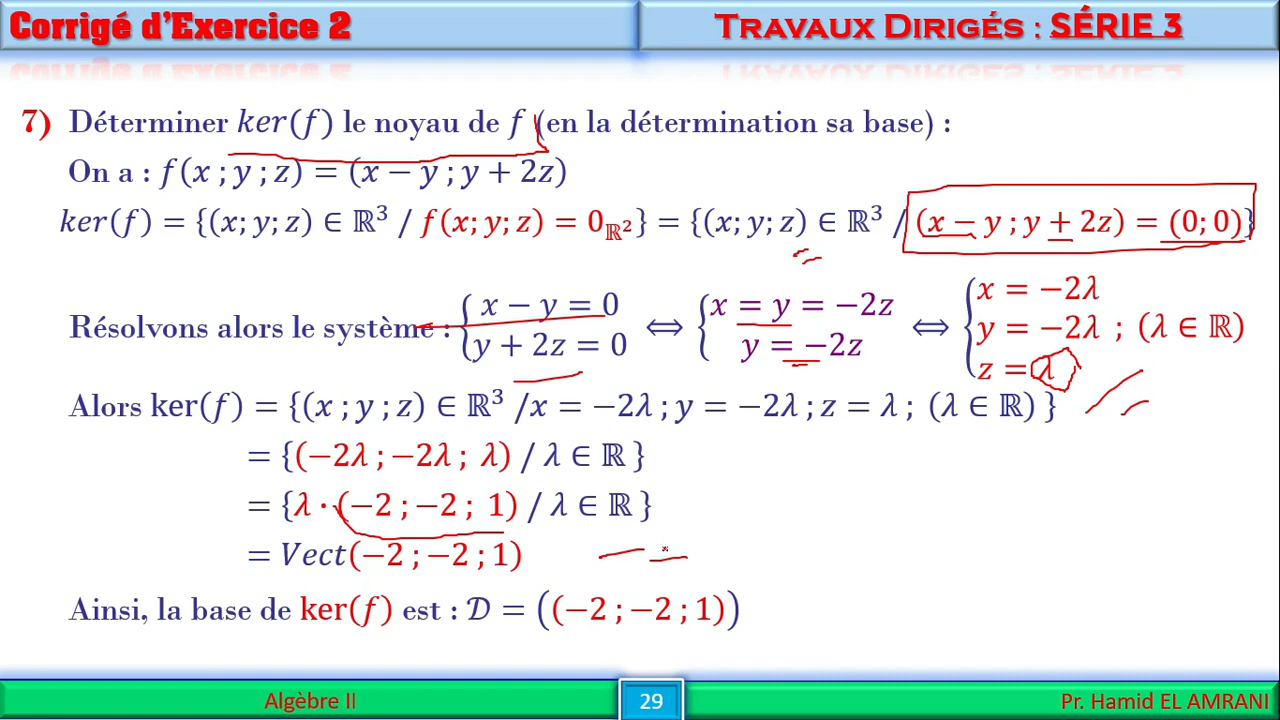 Corrigé d'Exercice 2
TRAVAUX DIRIGÉS : SÉRIE 3
7) Déterminer ker(f) le noyau de f (en la détermination sa base) :
On a : f(x ; y ; z) = (x − y ; y + 2z)
ker(f) = {(x; y; z) ∈ ℝ³ / f(x; y; z) = 0_ℝ²} = {(x; y; z) ∈ ℝ³ / (x − y ; y + 2z) = (0; 0)}
Résolvons alors le système : { x − y = 0 ; y + 2z = 0 ⇔ { x = y = −2z ; y = −2z ⇔ { x = −2λ ; y = −2λ ; z = λ ; (λ ∈ ℝ)
Alors ker(f) = {(x ; y ; z) ∈ ℝ³ /x = −2λ ; y = −2λ ; z = λ ; (λ ∈ ℝ) }
= {(−2λ ; −2λ ; λ) / λ ∈ ℝ }
= {λ · (−2 ; −2 ; 1) / λ ∈ ℝ }
= Vect(−2 ; −2 ; 1)
Ainsi, la base de ker(f) est : 𝒟 = ((−2 ; −2 ; 1))
Algèbre II
29
Pr. Hamid EL AMRANI